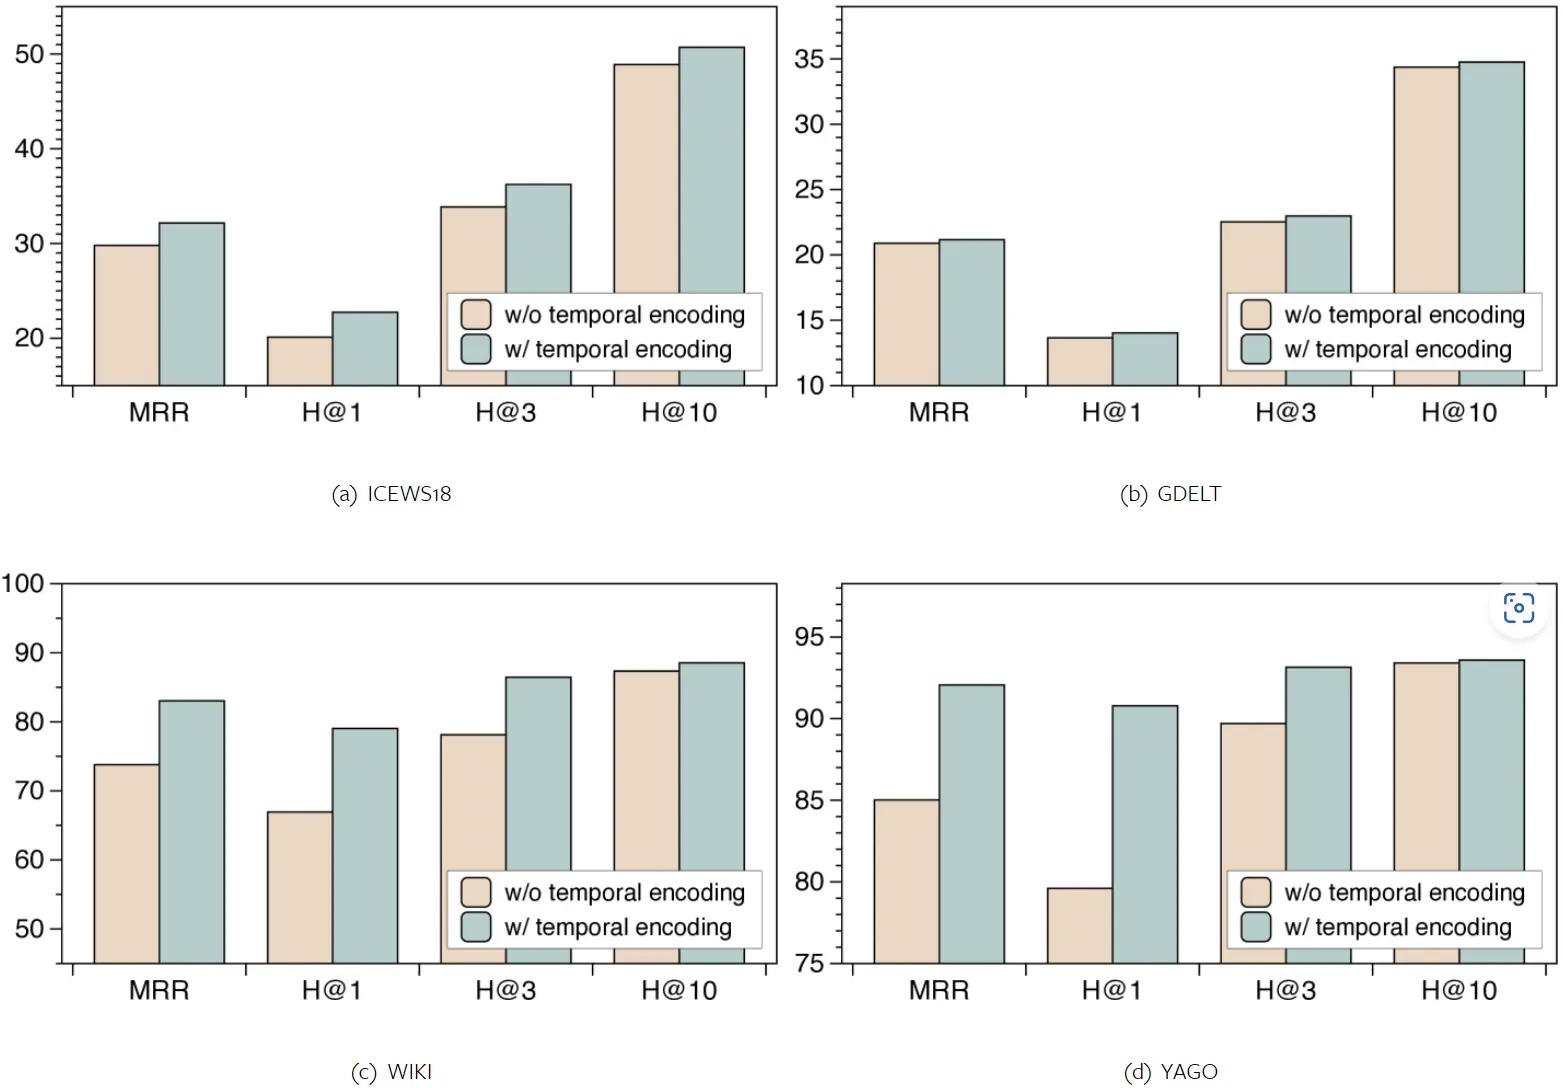 50
40
30
20
MRR H@1 H@3 H@10
w/o temporal encoding
w/ temporal encoding
(a) ICEWS18
35
30
25
20
15
10
MRR H@1 H@3 H@10
w/o temporal encoding
w/ temporal encoding
(b) GDELT
100
90
80
70
60
50
MRR H@1 H@3 H@10
w/o temporal encoding
w/ temporal encoding
(c) WIKI
95
90
85
80
75
MRR H@1 H@3 H@10
w/o temporal encoding
w/ temporal encoding
(d) YAGO